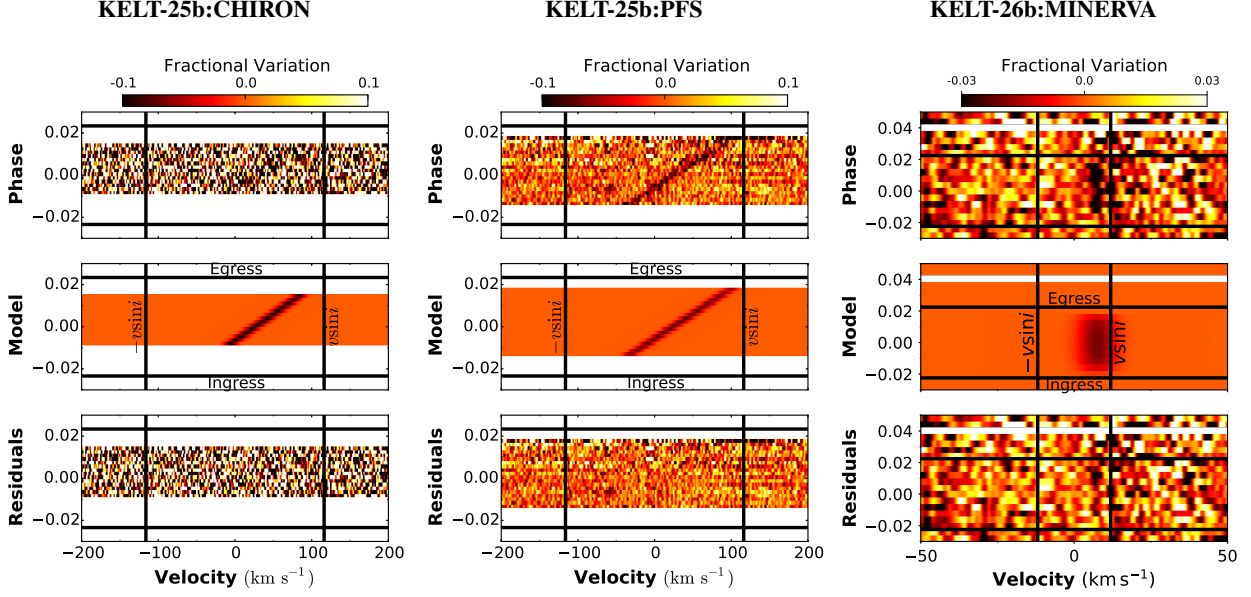 KELT-25b:CHIRON KELT-25b:PFS KELT-26b:MINERVA
Fractional Variation Fractional Variation Fractional Variation
-0.1 0.0 0.1 -0.1 0.0 0.1 -0.03 0.0 0.03
Phase 0.02 0.00 −0.02
Phase 0.02 0.00 −0.02
Phase 0.04 0.02 0.00 −0.02
Model 0.02 0.00 −0.02 Egress −vsini vsini Ingress
Model 0.02 0.00 −0.02 Egress −vsini vsini Ingress
Model 0.04 0.02 0.00 −0.02 Egress −vsini vsini Ingress
Residuals 0.02 0.00 −0.02
Residuals 0.02 0.00 −0.02
Residuals 0.04 0.02 0.00 −0.02
−200 −100 0 100 200 −200 −100 0 100 200 −50 0 50
Velocity (km s−1) Velocity (km s−1) Velocity (km s−1)